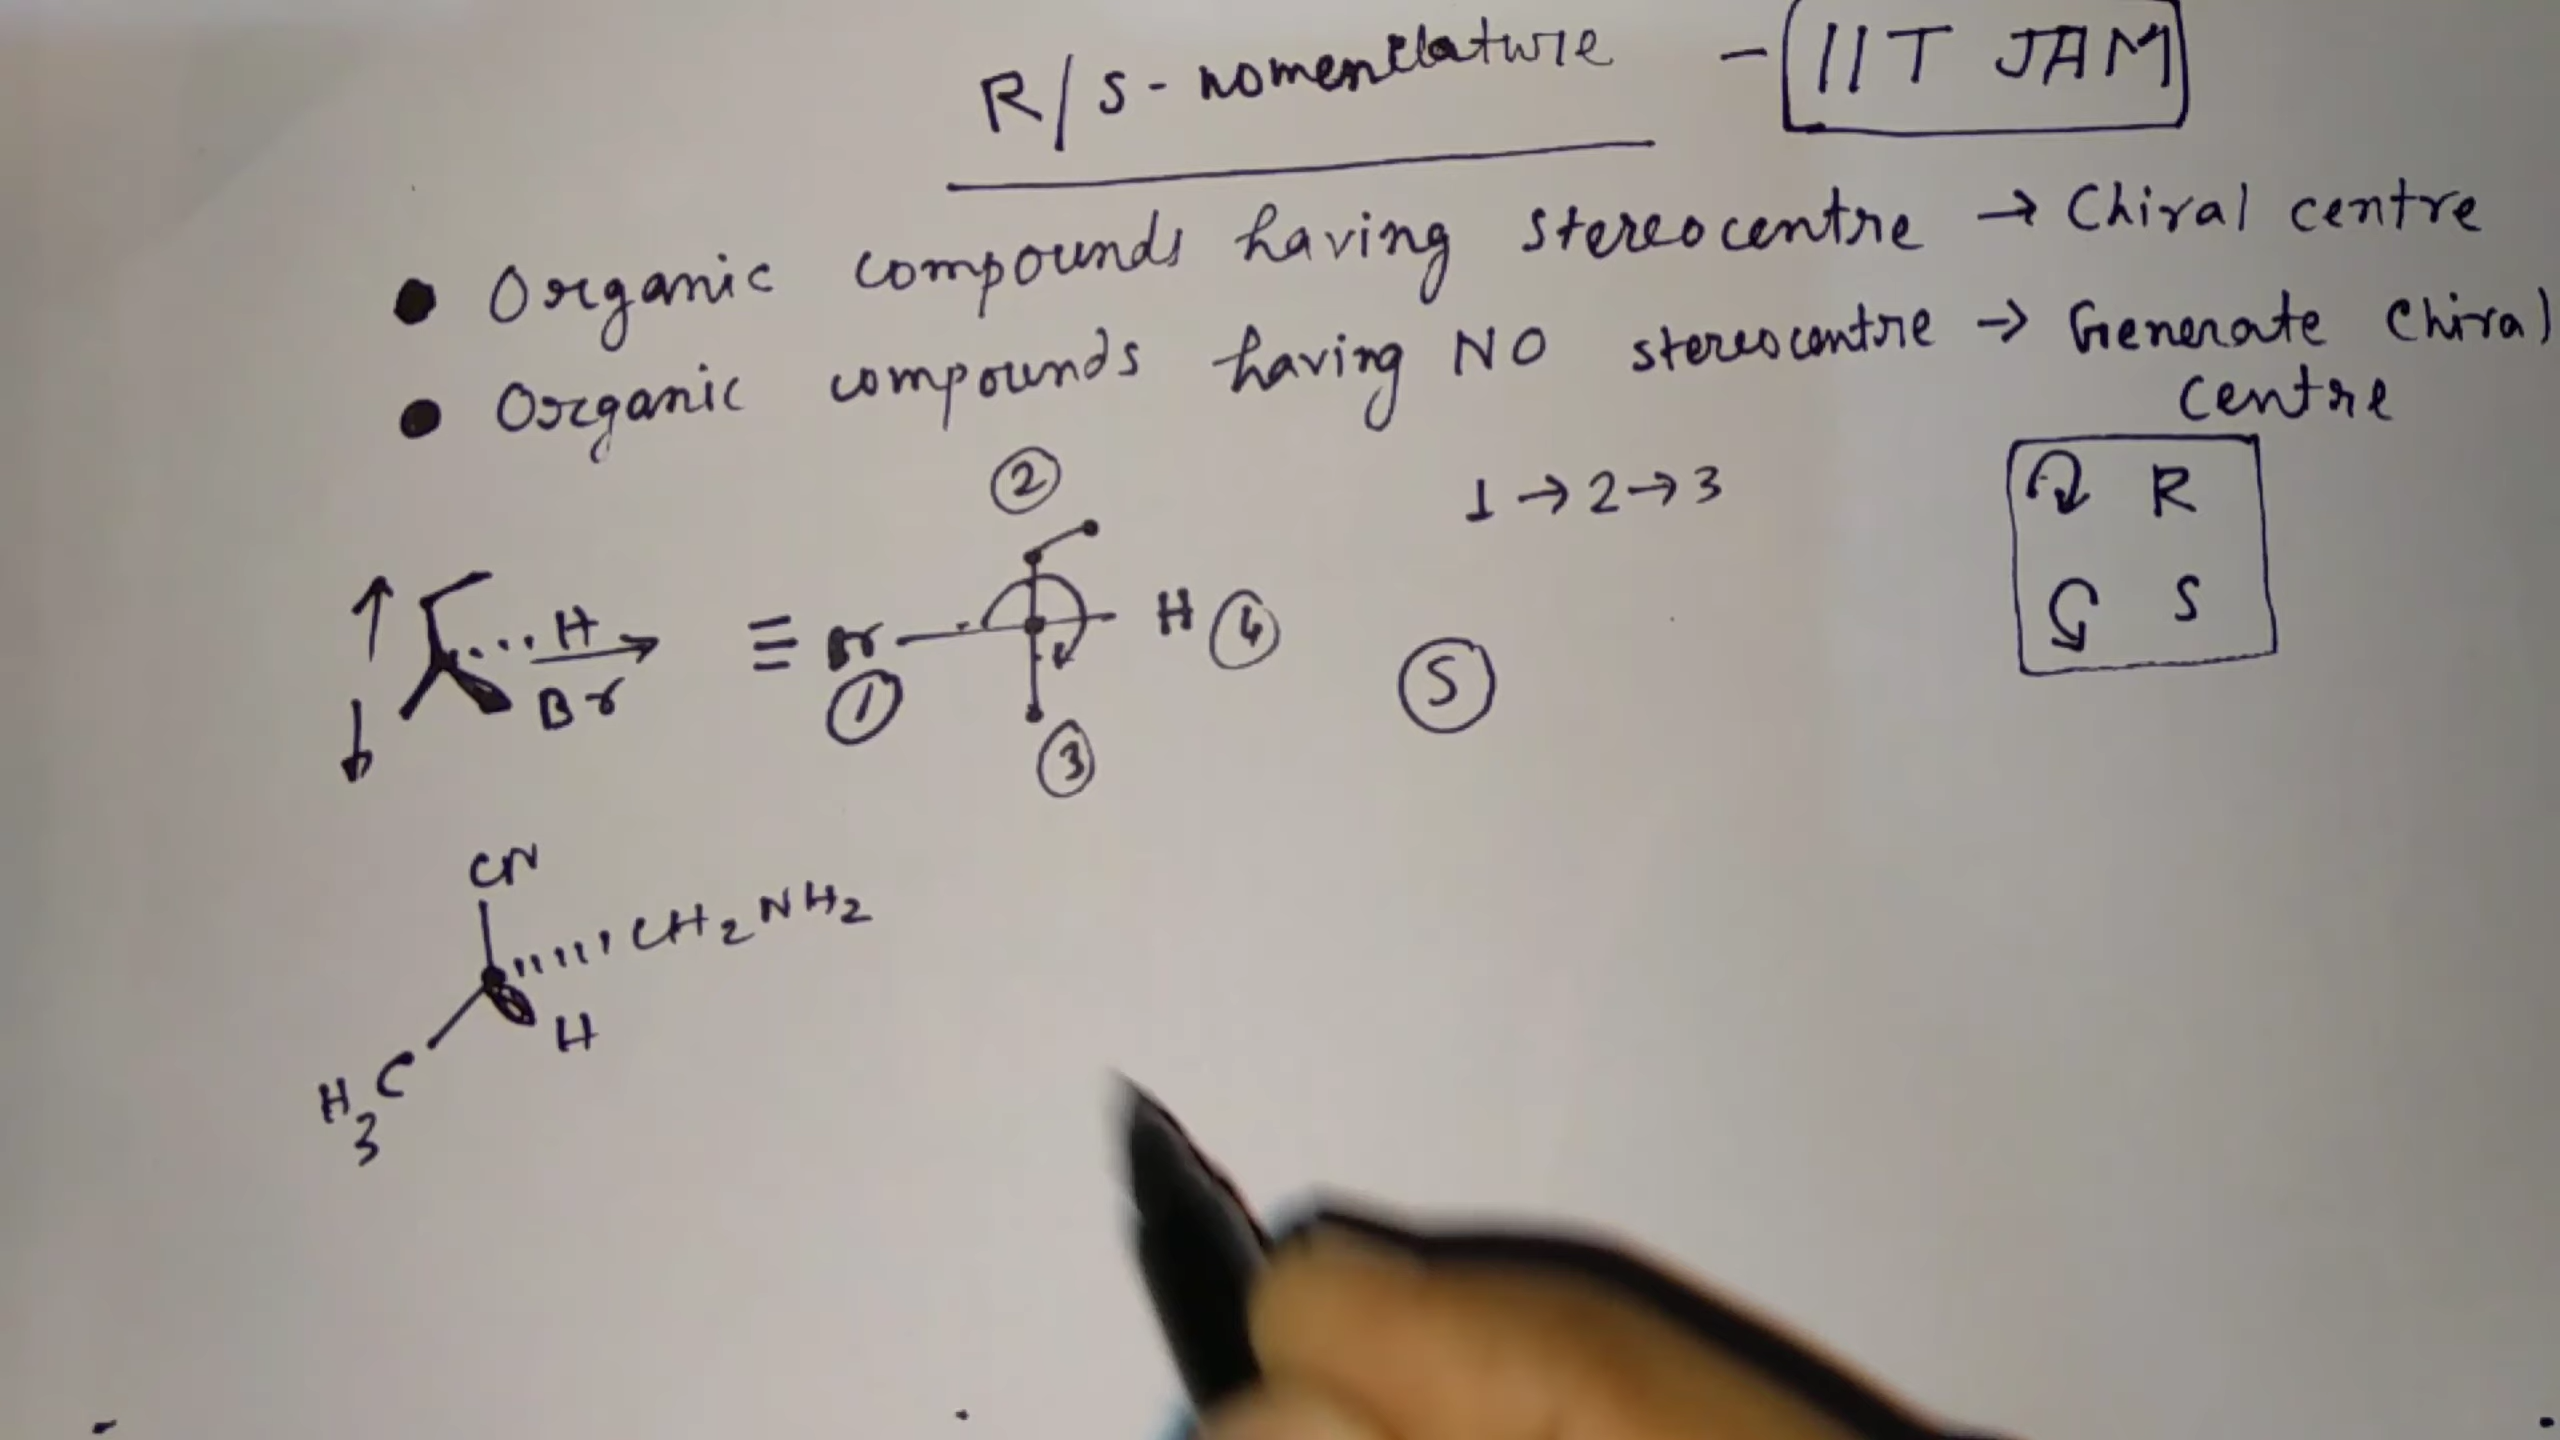 R/S-nomenclature - IIT JAM
• Organic compounds having stereocentre → Chiral centre
• Organic compounds having NO stereocentre → Generate Chiral
centre
②
1 → 2 → 3
R
H
≡ Br H ④
S
Br
① Ⓢ
③
CN
CH2NH2
H
H3C